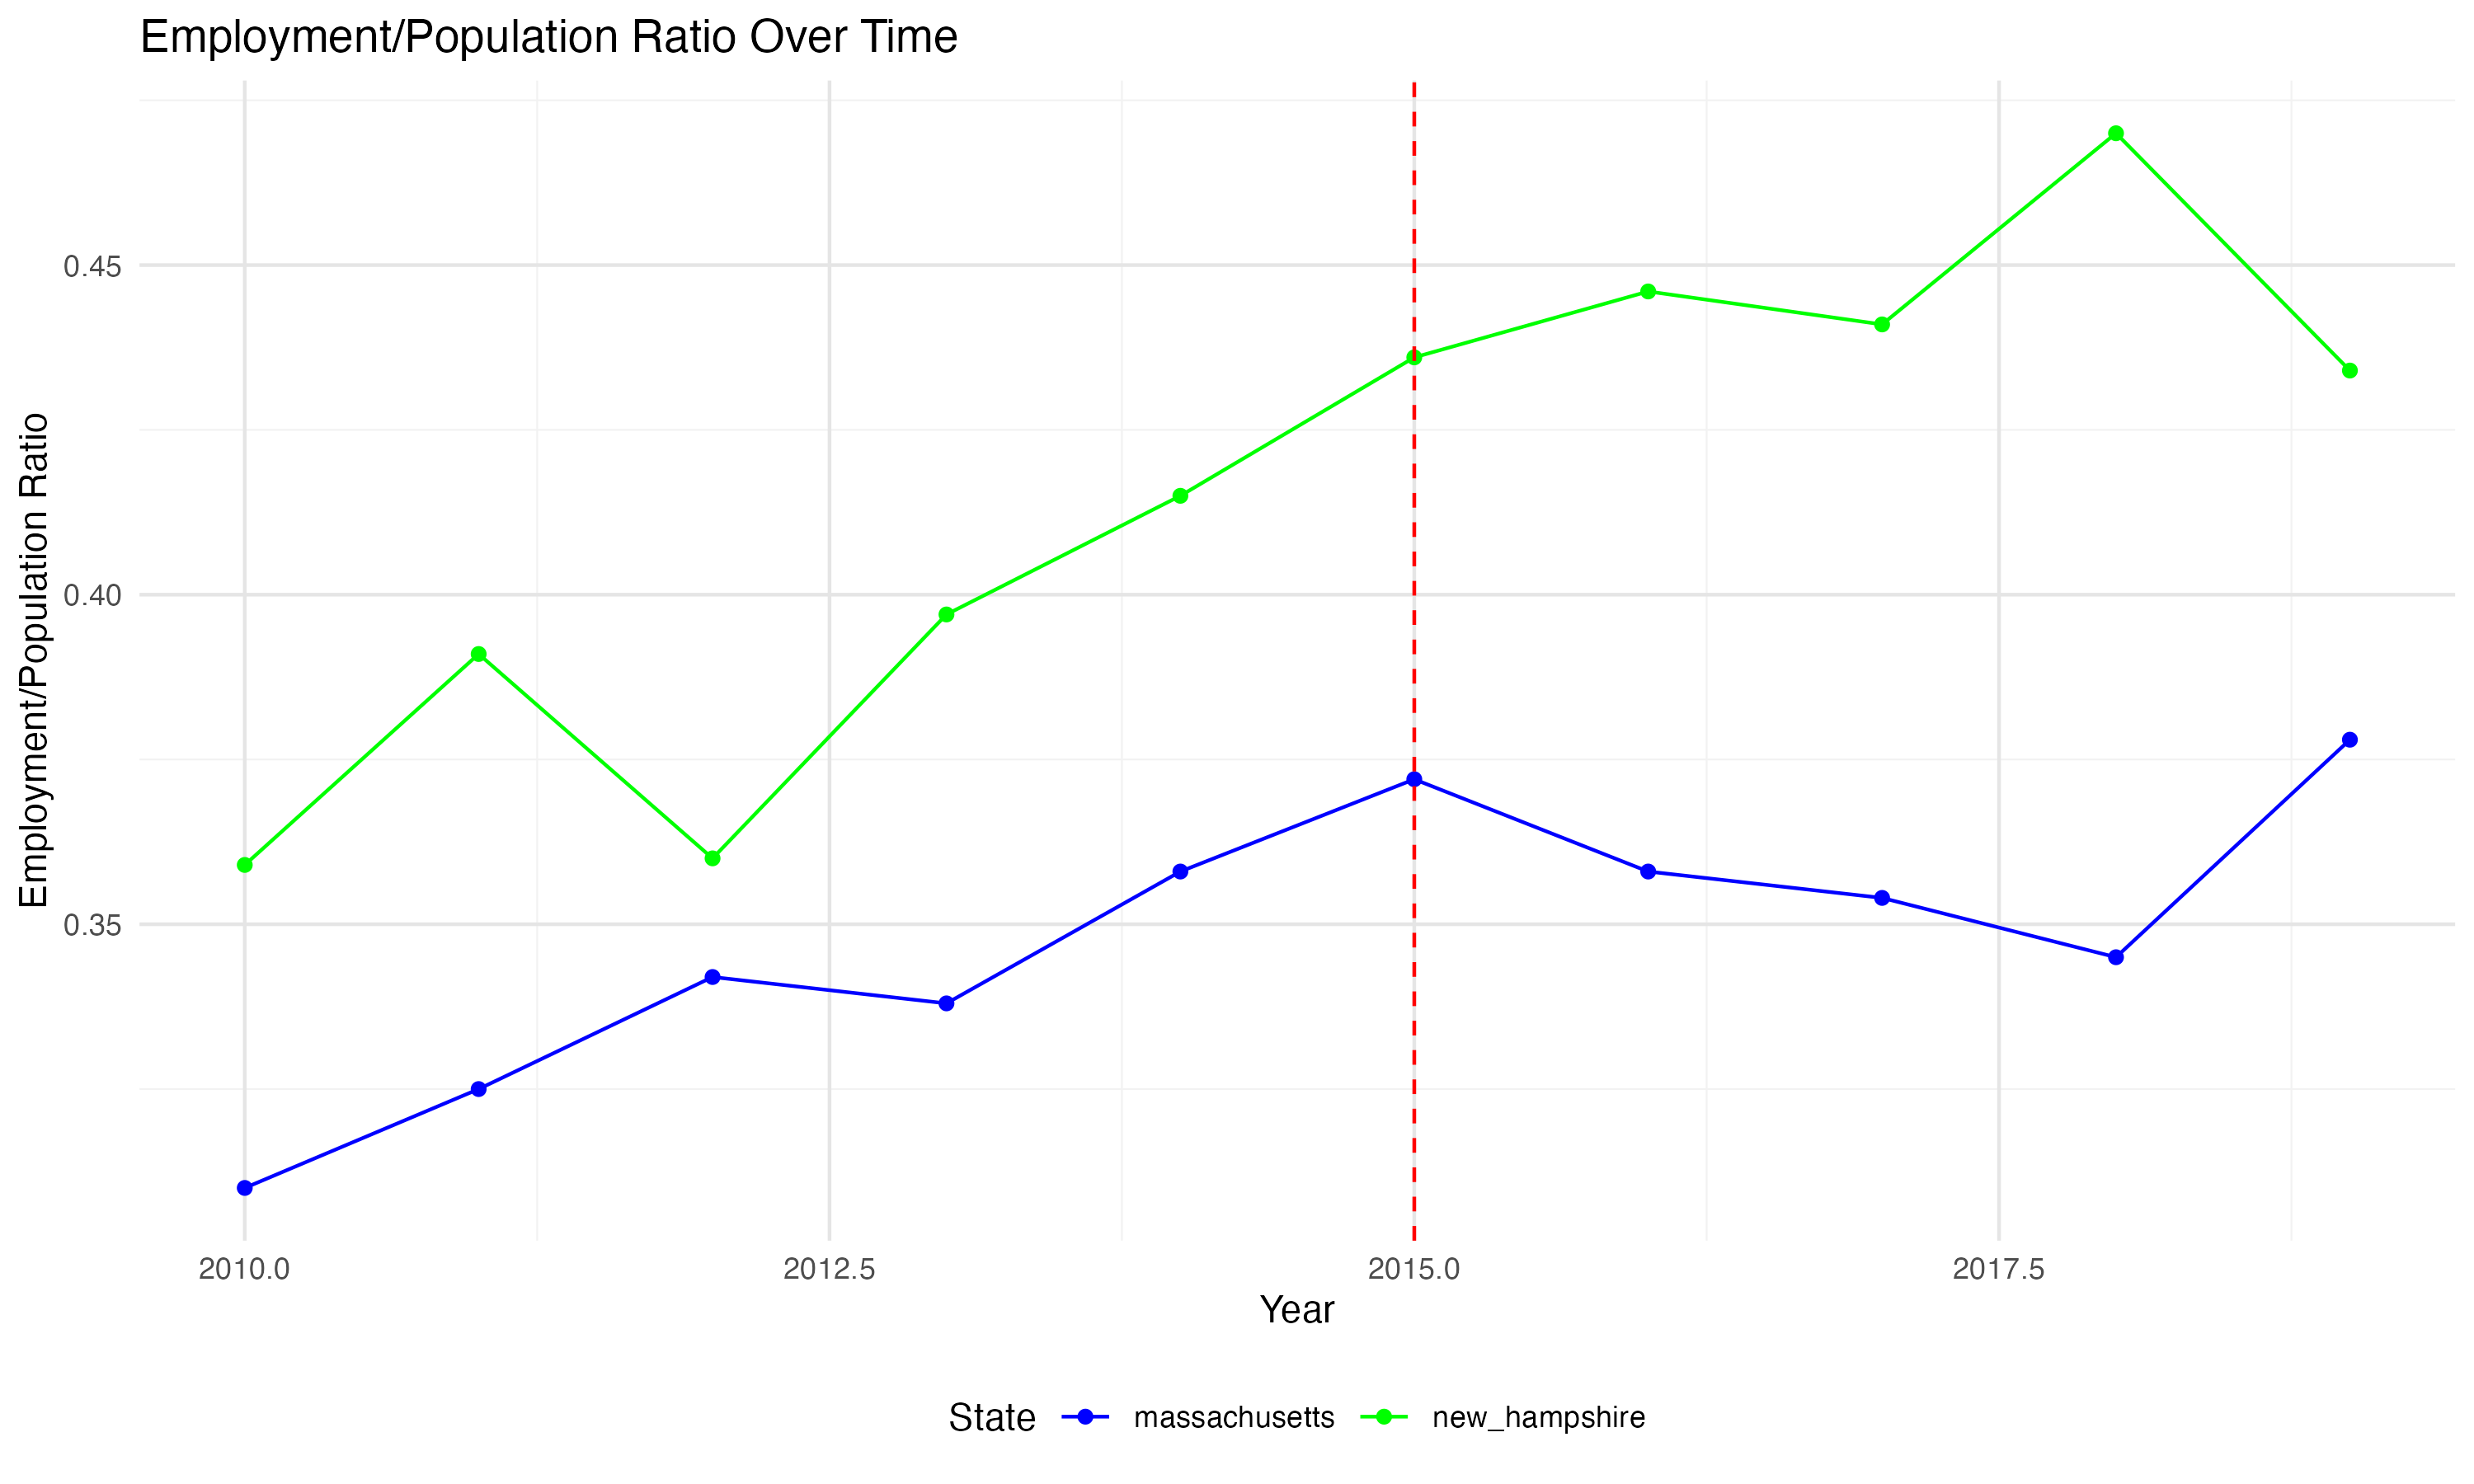 Employment/Population Ratio Over Time
Employment/Population Ratio
0.45
0.40
0.35
2010.0 2012.5 2015.0 2017.5
Year
State massachusetts new_hampshire